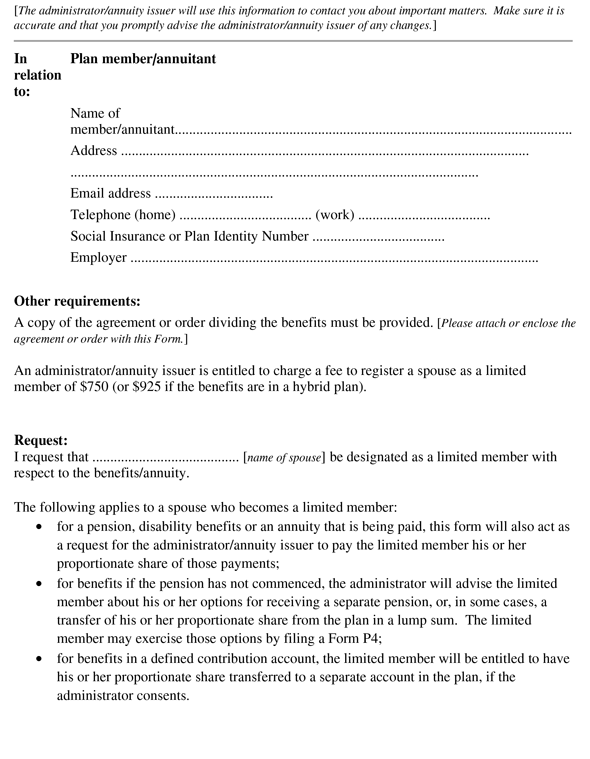 [The administrator/annuity issuer will use this information to contact you about important matters.  Make sure it is
accurate and that you promptly advise the administrator/annuity issuer of any changes.]
In
relation
to:
Plan member/annuitant
Name of
member/annuitant...............................................................................................................
Address ..................................................................................................................
..................................................................................................................
Email address .................................
Telephone (home) ..................................... (work) .....................................
Social Insurance or Plan Identity Number .....................................
Employer ..................................................................................................................
Other requirements:
A copy of the agreement or order dividing the benefits must be provided. [Please attach or enclose the
agreement or order with this Form.]
An administrator/annuity issuer is entitled to charge a fee to register a spouse as a limited
member of $750 (or $925 if the benefits are in a hybrid plan).
Request:
I request that ......................................... [name of spouse] be designated as a limited member with
respect to the benefits/annuity.
The following applies to a spouse who becomes a limited member:
• for a pension, disability benefits or an annuity that is being paid, this form will also act as
a request for the administrator/annuity issuer to pay the limited member his or her
proportionate share of those payments;
• for benefits if the pension has not commenced, the administrator will advise the limited
member about his or her options for receiving a separate pension, or, in some cases, a
transfer of his or her proportionate share from the plan in a lump sum.  The limited
member may exercise those options by filing a Form P4;
• for benefits in a defined contribution account, the limited member will be entitled to have
his or her proportionate share transferred to a separate account in the plan, if the
administrator consents.